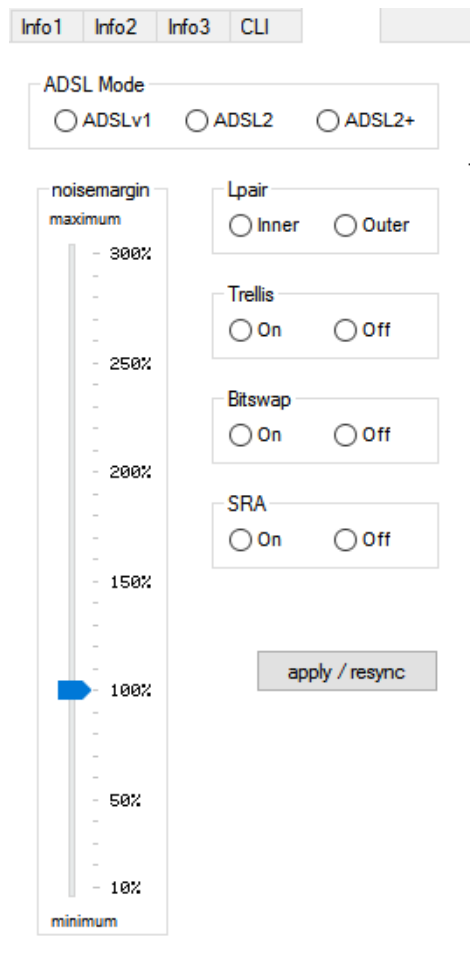 Info1 Info2 Info3 CLI
ADSL Mode
ADSLv1 ADSL2 ADSL2+
noisemargin
maximum
300%
250%
200%
150%
100%
50%
10%
minimum
Lpair
Inner Outer
Trellis
On Off
Bitswap
On Off
SRA
On Off
apply / resync